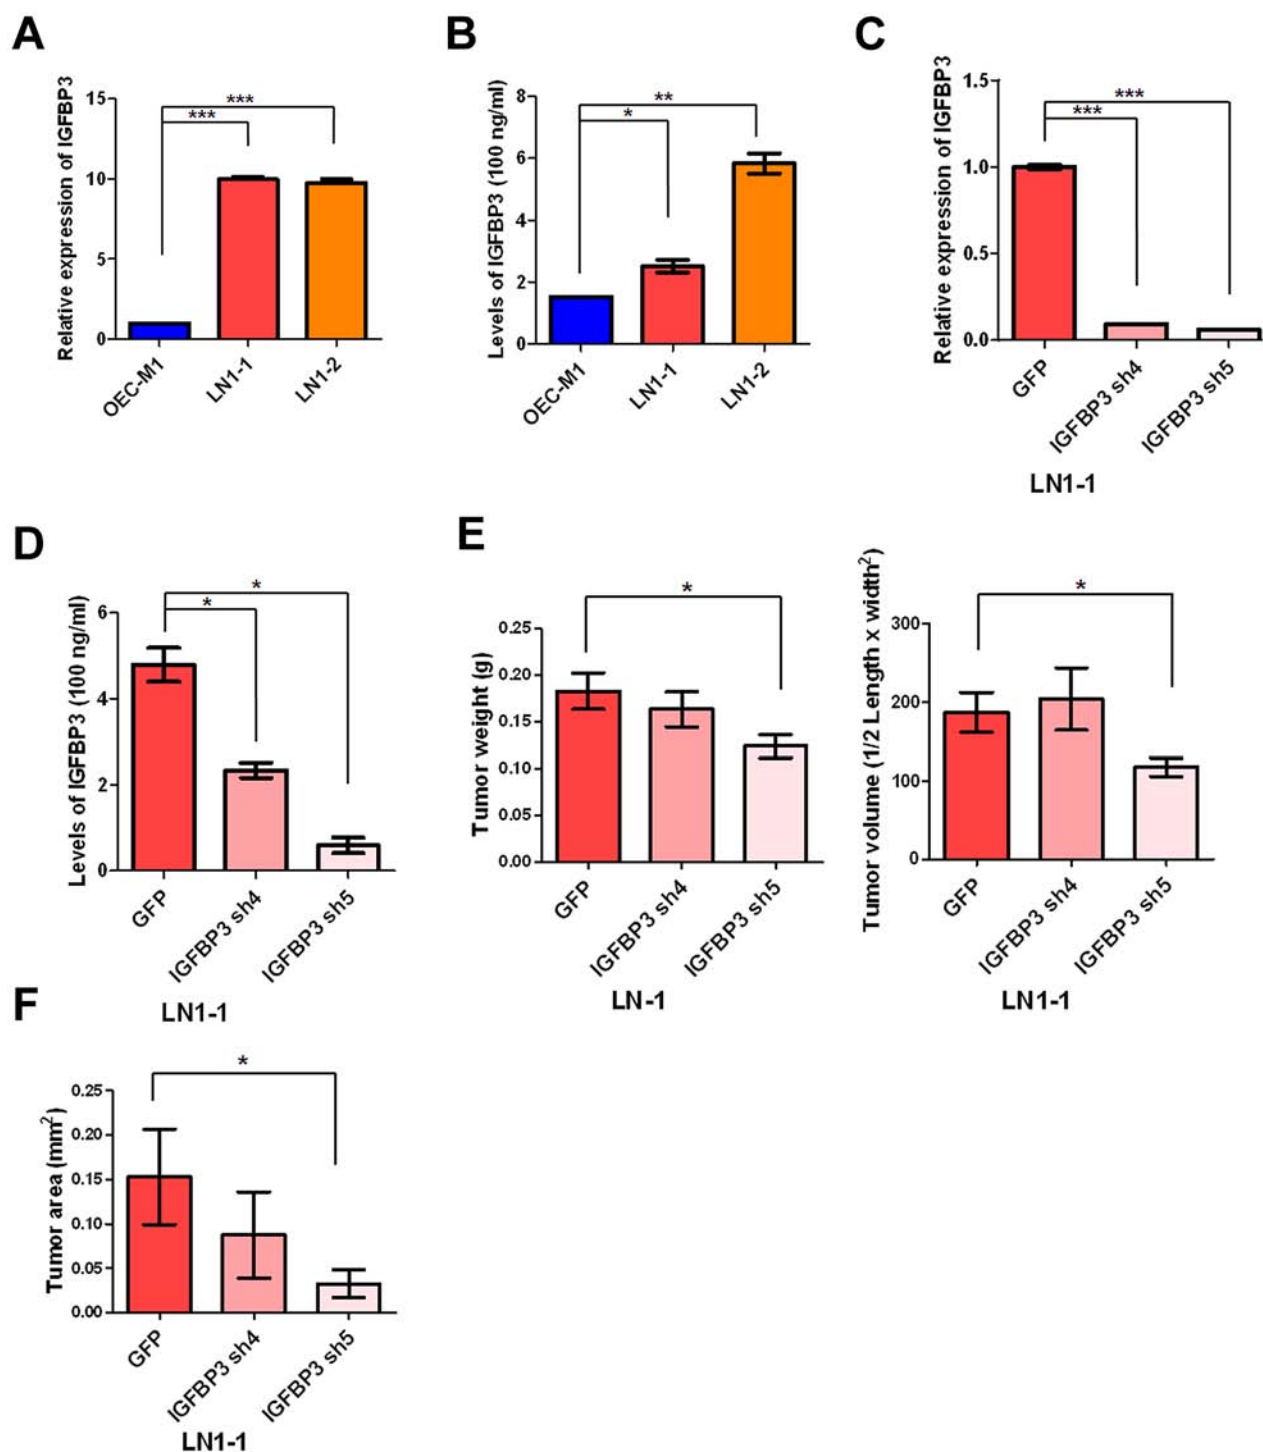 A
Relative expression of IGFBP3
15
10
5
0
***
***
OEC-M1
LN1-1
LN1-2
B
Levels of IGFBP3 (100 ng/ml)
8
6
4
2
0
**
*
OEC-M1
LN1-1
LN1-2
C
Relative expression of IGFBP3
1.5
1.0
0.5
0.0
***
***
GFP
IGFBP3 sh4
IGFBP3 sh5
LN1-1
D
Levels of IGFBP3 (100 ng/ml)
6
4
2
0
*
*
GFP
IGFBP3 sh4
IGFBP3 sh5
LN1-1
E
Tumor weight (g)
0.25
0.20
0.15
0.10
0.05
0.00
*
GFP
IGFBP3 sh4
IGFBP3 sh5
LN-1
Tumor volume (1/2 Length x width²)
300
200
100
0
*
GFP
IGFBP3 sh4
IGFBP3 sh5
LN1-1
F
Tumor area (mm²)
0.25
0.20
0.15
0.10
0.05
0.00
*
GFP
IGFBP3 sh4
IGFBP3 sh5
LN1-1